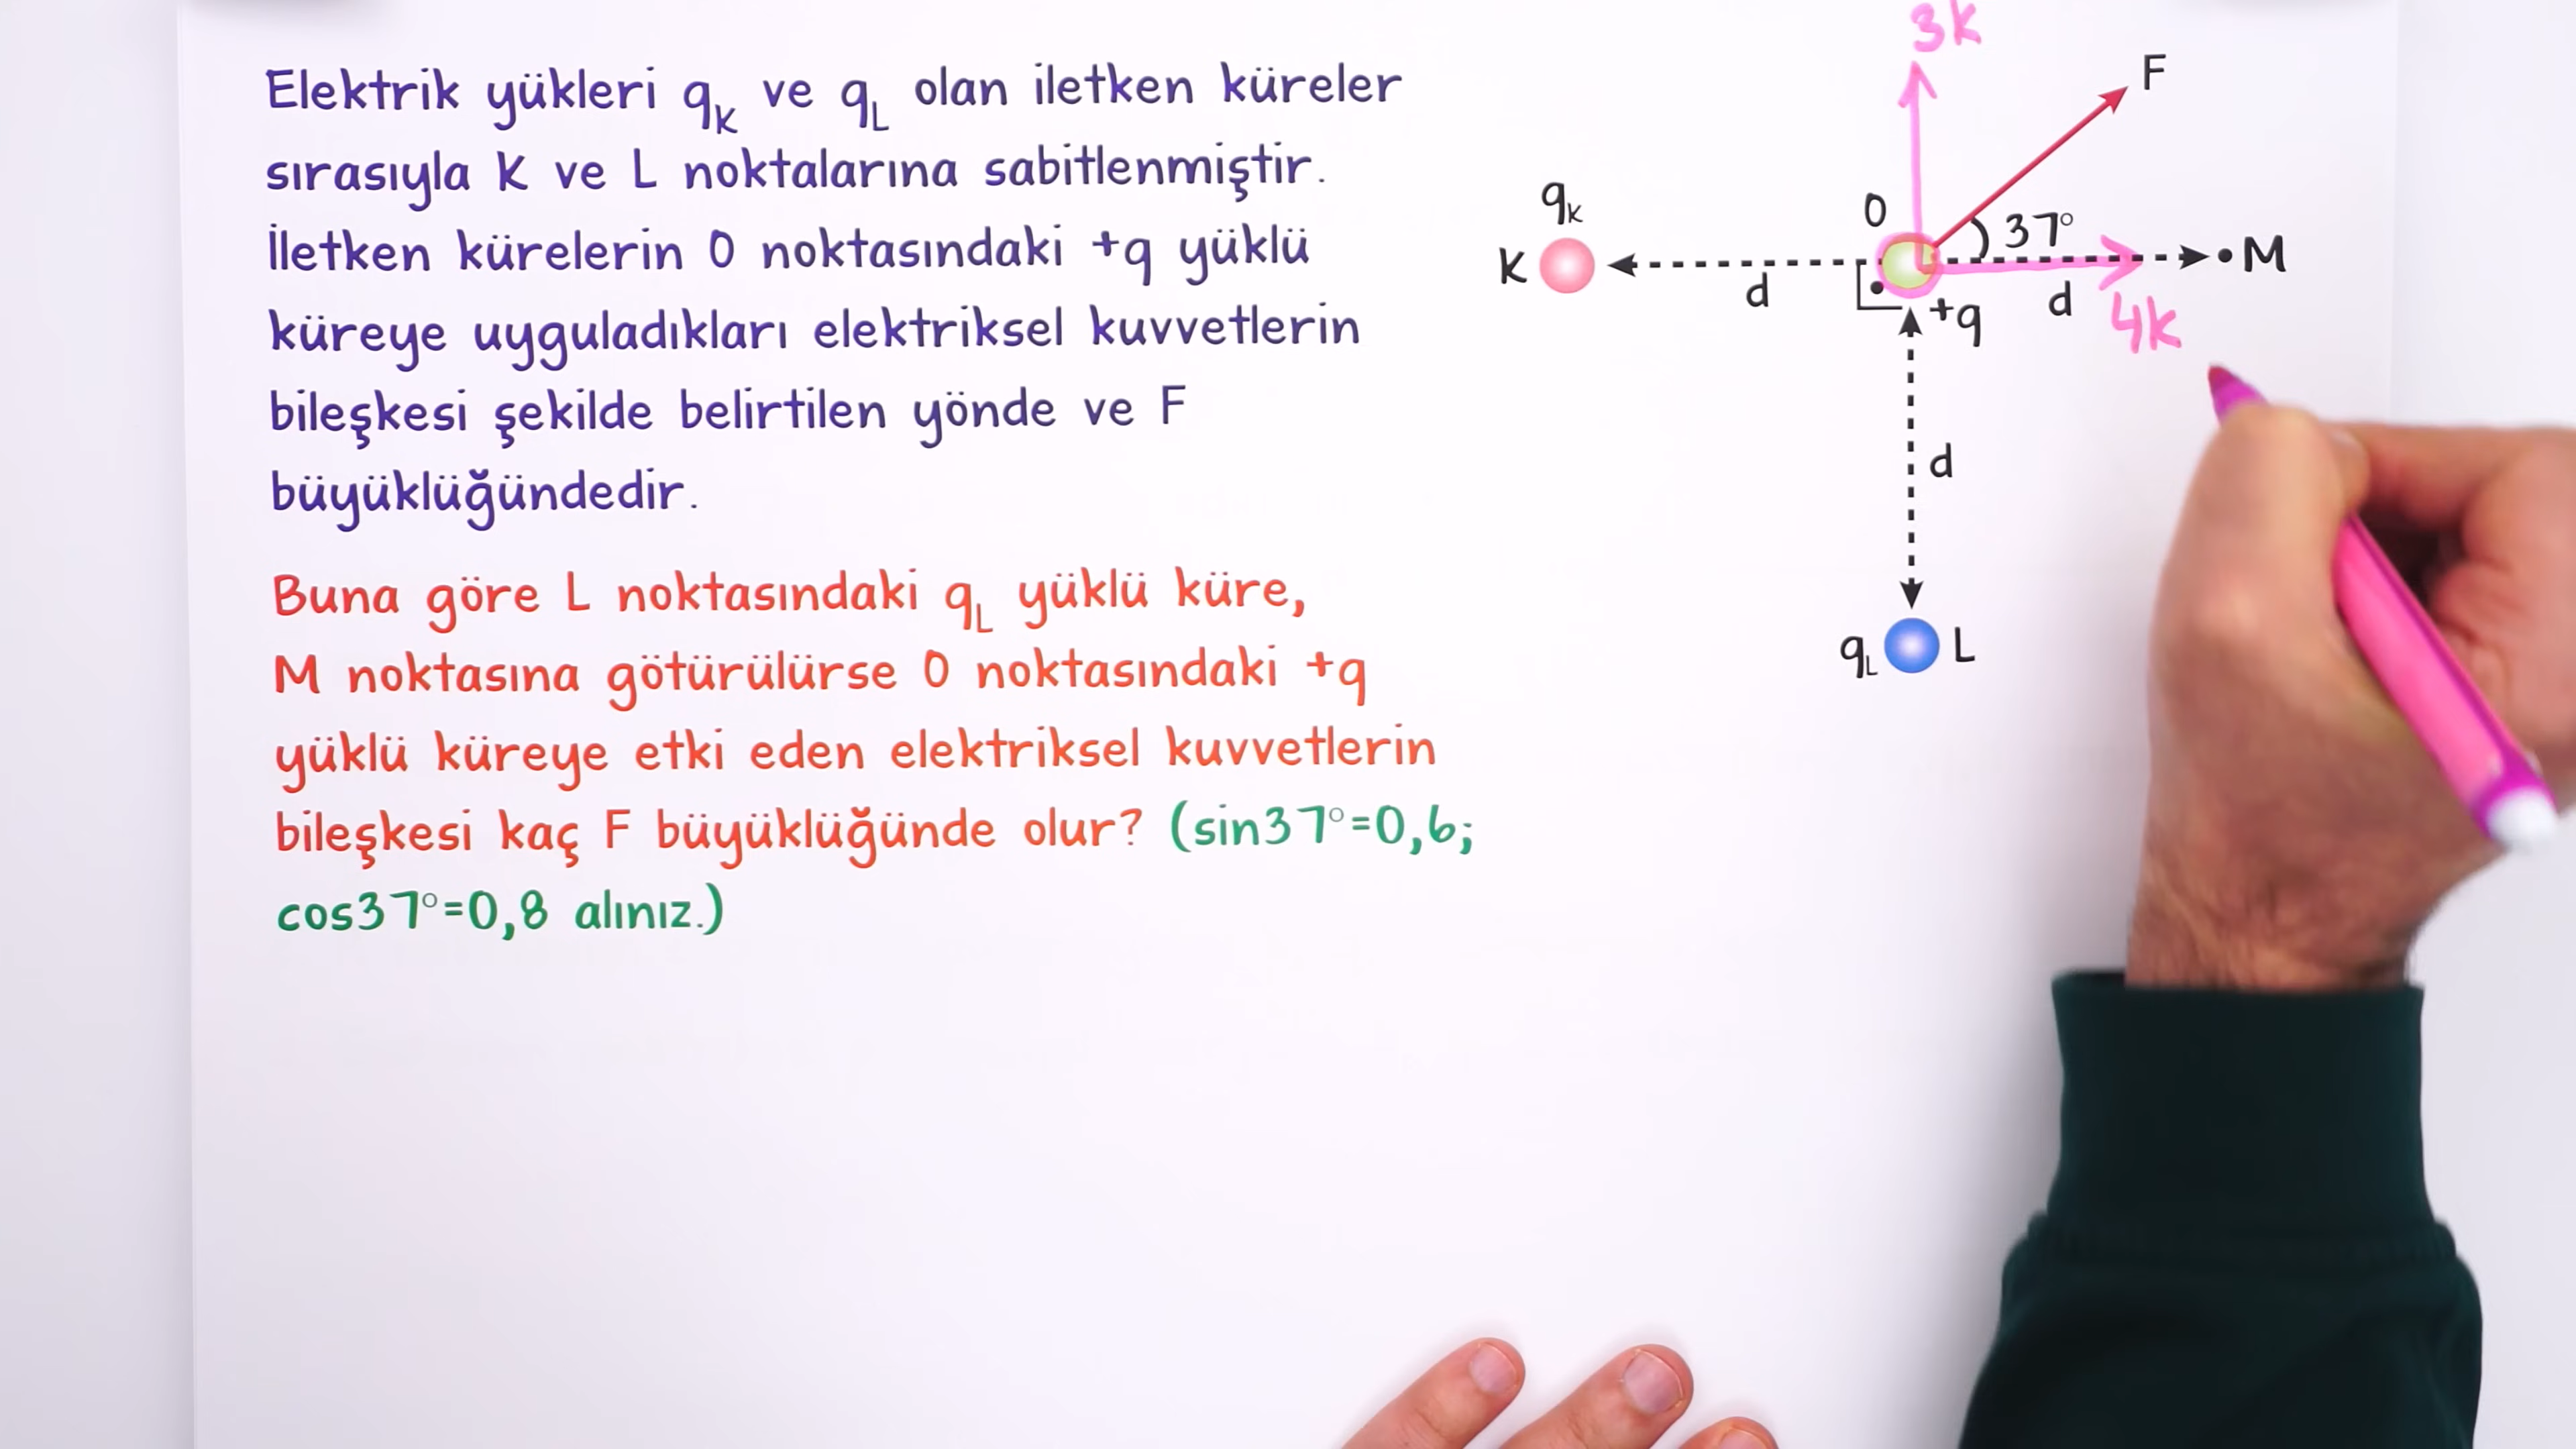 Elektrik yükleri qK ve qL olan iletken küreler
sırasıyla K ve L noktalarına sabitlenmiştir.
İletken kürelerin O noktasındaki +q yüklü
küreye uyguladıkları elektriksel kuvvetlerin
bileşkesi şekilde belirtilen yönde ve F
büyüklüğündedir.
Buna göre L noktasındaki qL yüklü küre,
M noktasına götürülürse O noktasındaki +q
yüklü küreye etki eden elektriksel kuvvetlerin
bileşkesi kaç F büyüklüğünde olur? (sin37°=0,6;
cos37°=0,8 alınız.)
3k
F
qK
O
37°
K
M
d
+q
d
4k
d
qL
L